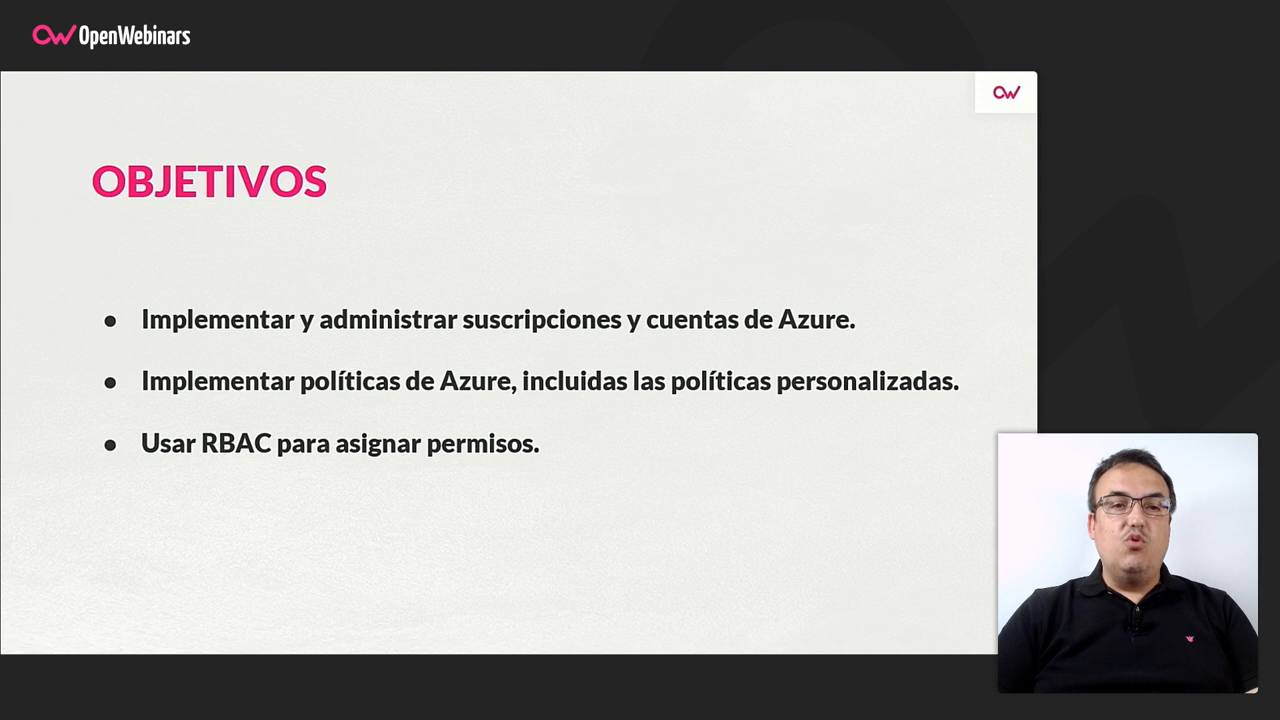 OpenWebinars
OBJETIVOS
● Implementar y administrar suscripciones y cuentas de Azure.
● Implementar políticas de Azure, incluidas las políticas personalizadas.
● Usar RBAC para asignar permisos.